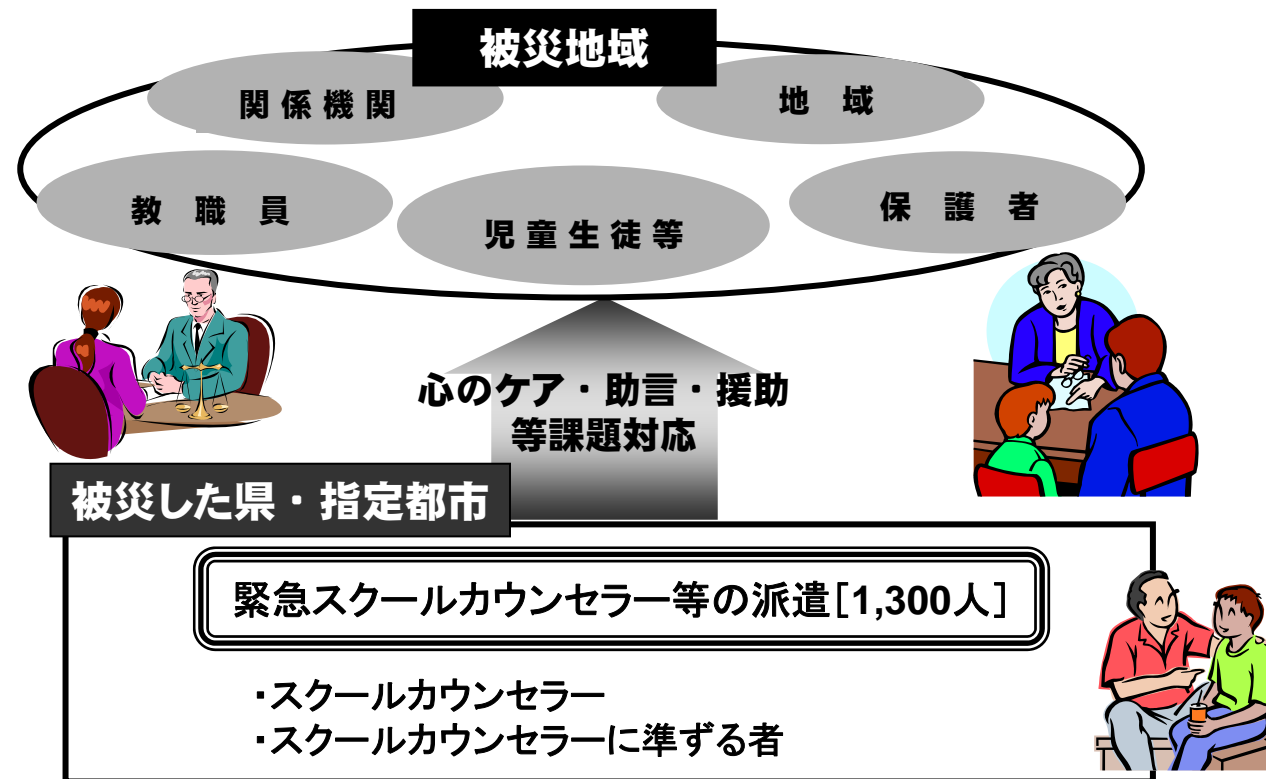 被災地域
関係機関
地　域
教　職　員
児童生徒等
保　護　者
心のケア・助言・援助
等課題対応
被災した県・指定都市
緊急スクールカウンセラー等の派遣［1,300人］
・スクールカウンセラー
・スクールカウンセラーに準ずる者